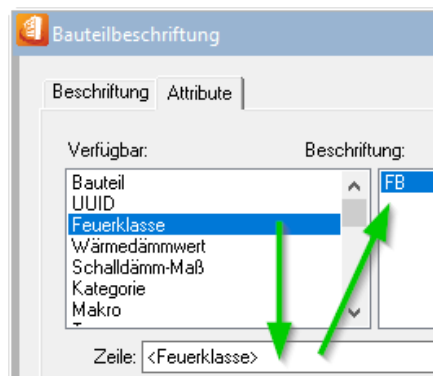 Bauteilbeschriftung
Beschriftung Attribute
Verfügbar: Beschriftung:
Bauteil FB
UUID
Feuerklasse
Wärmedämmwert
Schalldämm-Maß
Kategorie
Makro
Zeile: <Feuerklasse>